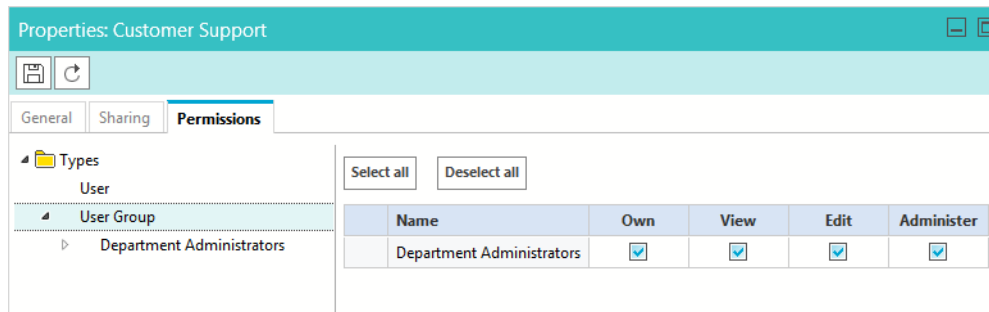 Properties: Customer Support
General Sharing Permissions
Types
User
User Group
Department Administrators
Select all Deselect all
Name Own View Edit Administer
Department Administrators